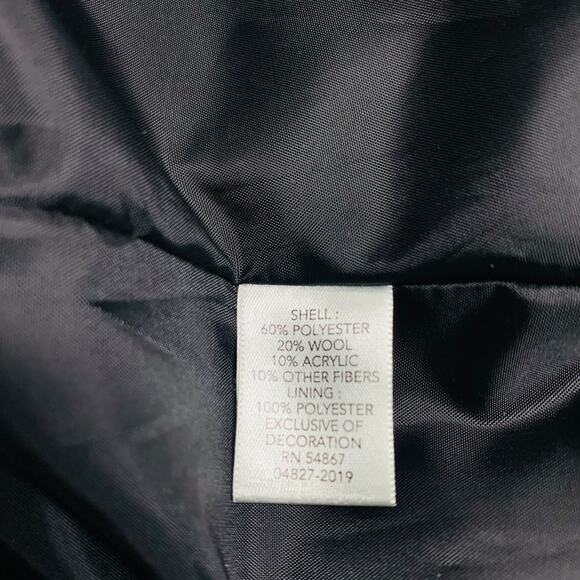 SHELL :
60% POLYESTER
20% WOOL
10% ACRYLIC
10% OTHER FIBERS
LINING :
100% POLYESTER
EXCLUSIVE OF
DECORATION
RN 54867
04827-2019